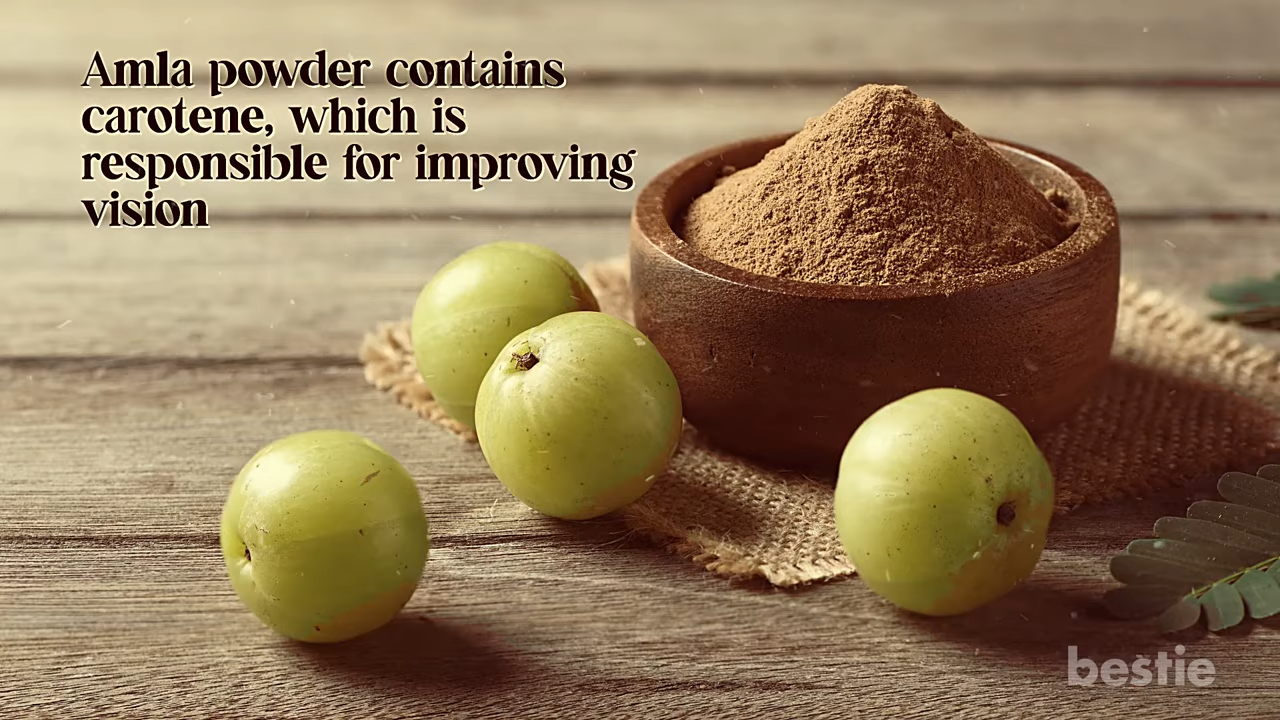 Amla powder contains
carotene, which is
responsible for improving
vision
bestie